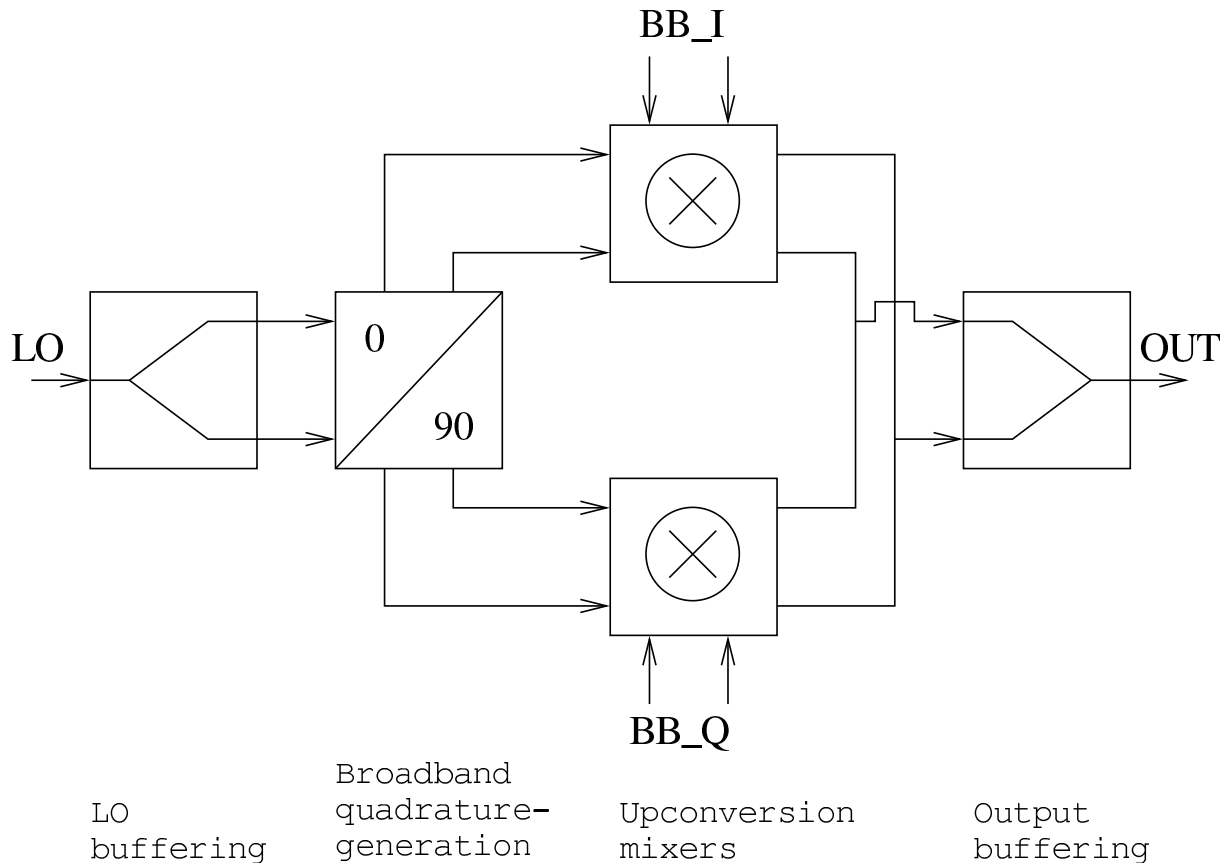 BB_I
LO
0
90
OUT
BB_Q
LO
buffering
Broadband
quadrature-
generation
Upconversion
mixers
Output
buffering